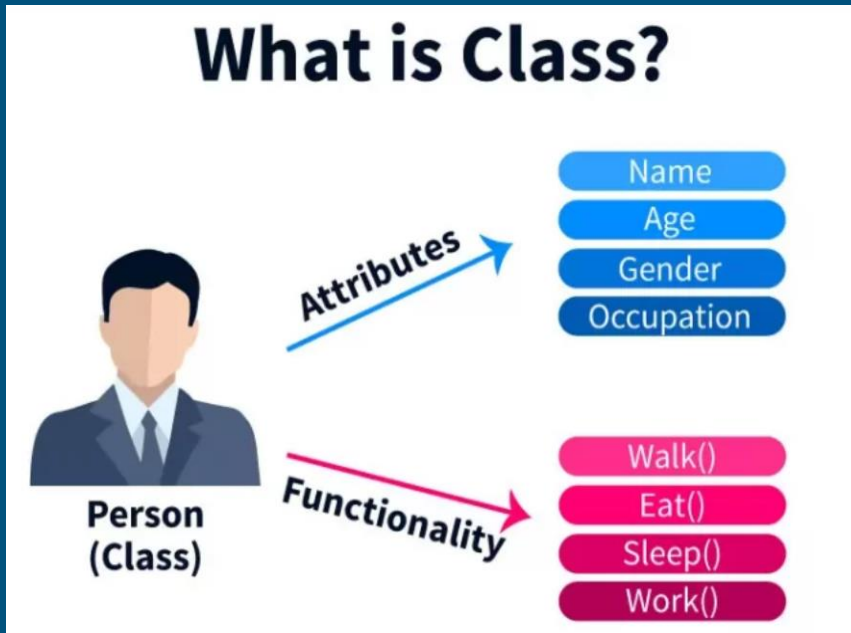 What is Class?
Attributes
Name
Age
Gender
Occupation
Person
(Class)
Functionality
Walk()
Eat()
Sleep()
Work()